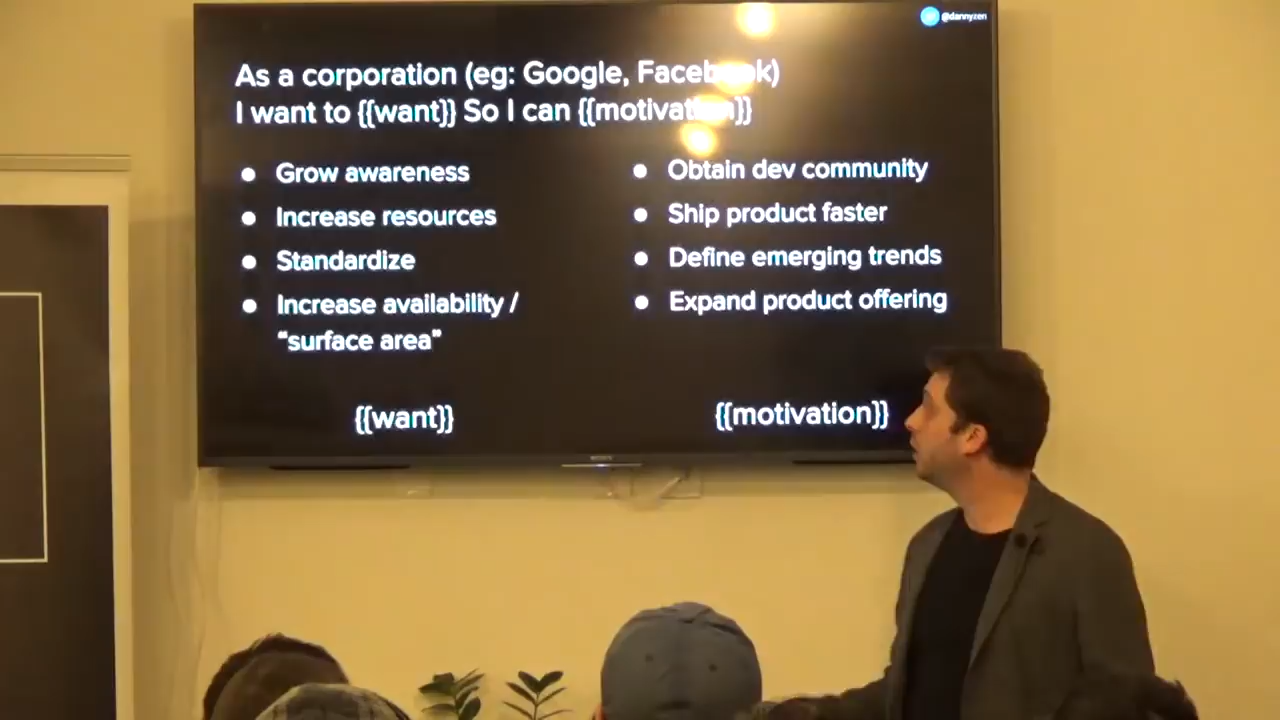 @dannyzen
As a corporation (eg: Google, Facebook)
I want to {{want}} So I can {{motivation}}
● Grow awareness
● Increase resources
● Standardize
● Increase availability /
“surface area”
{{want}}
● Obtain dev community
● Ship product faster
● Define emerging trends
● Expand product offering
{{motivation}}
SONY